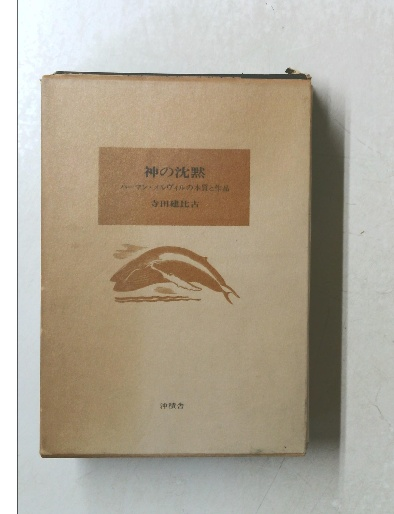 神の沈黙
ハーマン・メルヴィルの本質と作品
寺田建比古
沖積舎